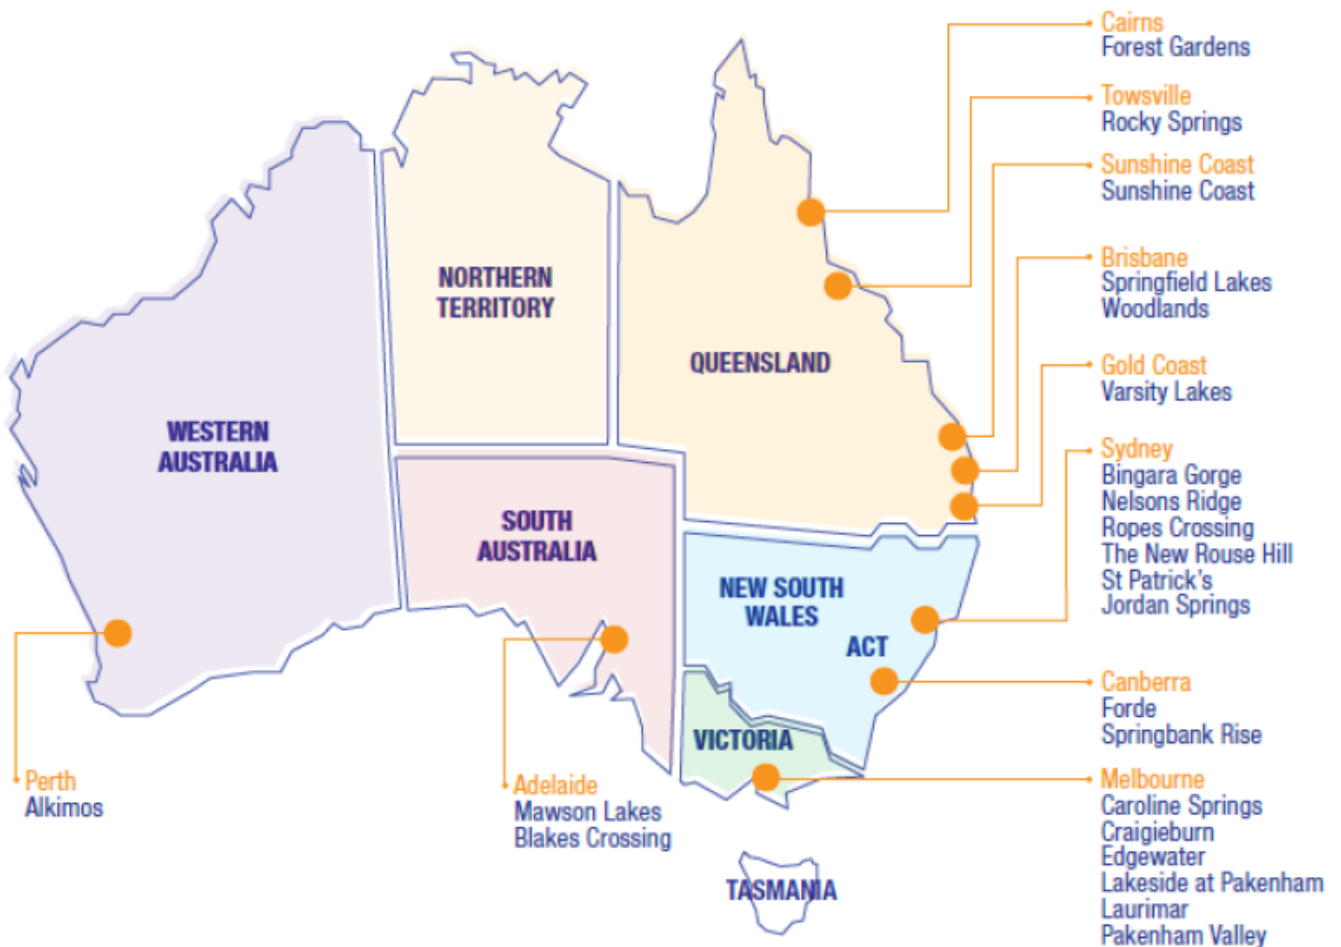 Cairns
Forest Gardens
Towsville
Rocky Springs
Sunshine Coast
Sunshine Coast
Brisbane
Springfield Lakes
Woodlands
Gold Coast
Varsity Lakes
Sydney
Bingara Gorge
Nelsons Ridge
Ropes Crossing
The New Rouse Hill
St Patrick's
Jordan Springs
Canberra
Forde
Springbank Rise
Melbourne
Caroline Springs
Craigieburn
Edgewater
Lakeside at Pakenham
Laurimar
Pakenham Valley
NORTHERN
TERRITORY
QUEENSLAND
WESTERN
AUSTRALIA
SOUTH
AUSTRALIA
NEW SOUTH
WALES
ACT
VICTORIA
TASMANIA
Perth
Alkimos
Adelaide
Mawson Lakes
Blakes Crossing